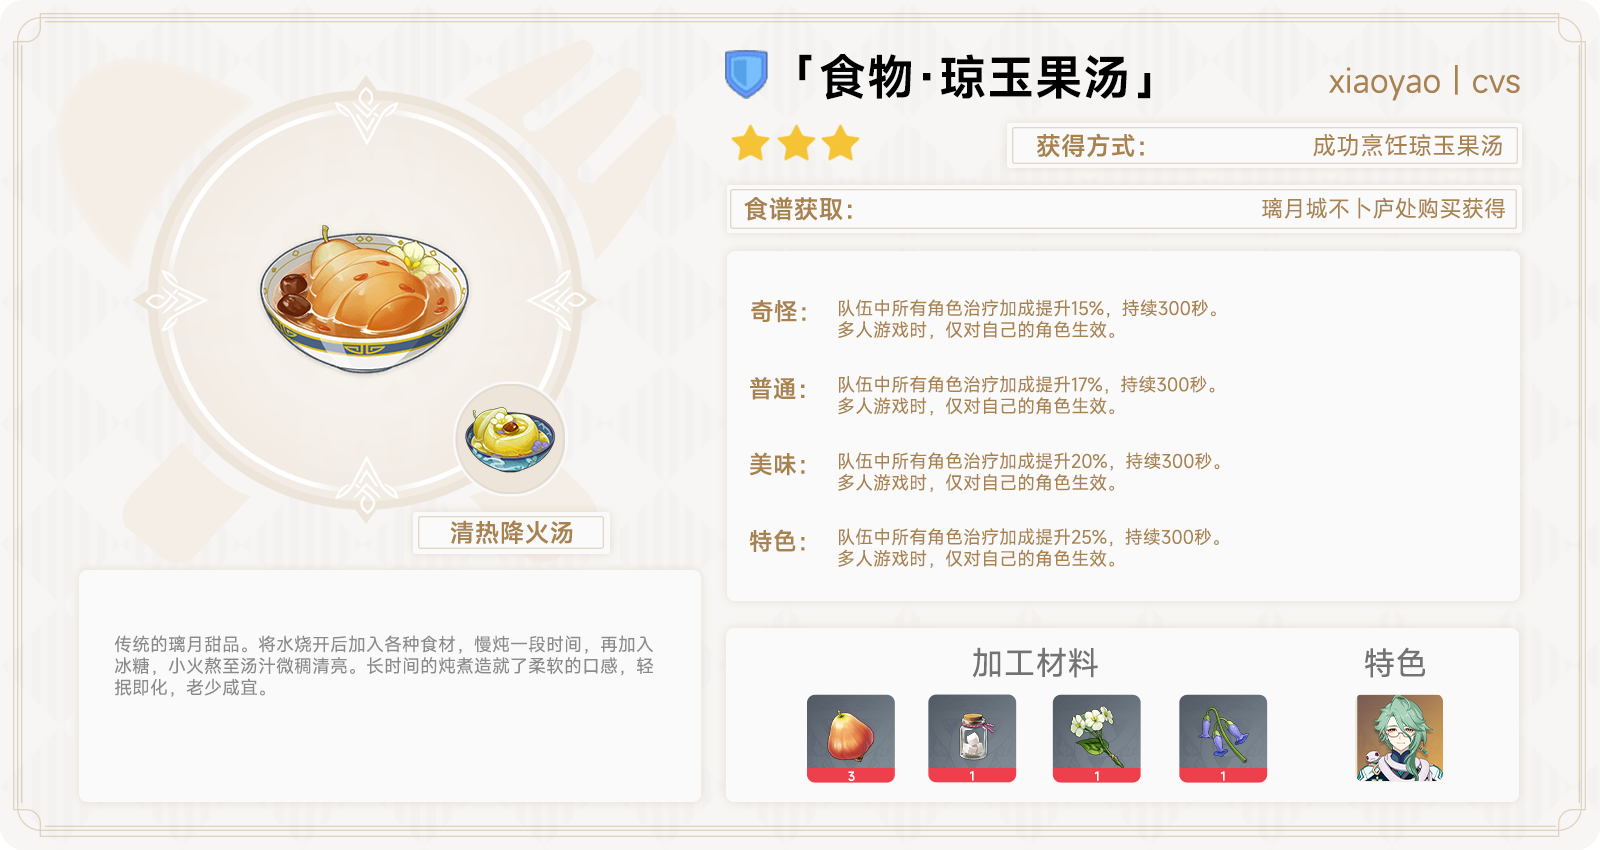 「食物·琼玉果汤」
xiaoyao | cvs
获得方式：
成功烹饪琼玉果汤
食谱获取：
璃月城不卜庐处购买获得
奇怪：
队伍中所有角色治疗加成提升15%，持续300秒。
多人游戏时，仅对自己的角色生效。
普通：
队伍中所有角色治疗加成提升17%，持续300秒。
多人游戏时，仅对自己的角色生效。
美味：
队伍中所有角色治疗加成提升20%，持续300秒。
多人游戏时，仅对自己的角色生效。
特色：
队伍中所有角色治疗加成提升25%，持续300秒。
多人游戏时，仅对自己的角色生效。
清热降火汤
传统的璃月甜品。将水烧开后加入各种食材，慢炖一段时间，再加入
冰糖，小火熬至汤汁微稠清亮。长时间的炖煮造就了柔软的口感，轻
抿即化，老少咸宜。
加工材料
特色
3
1
1
1